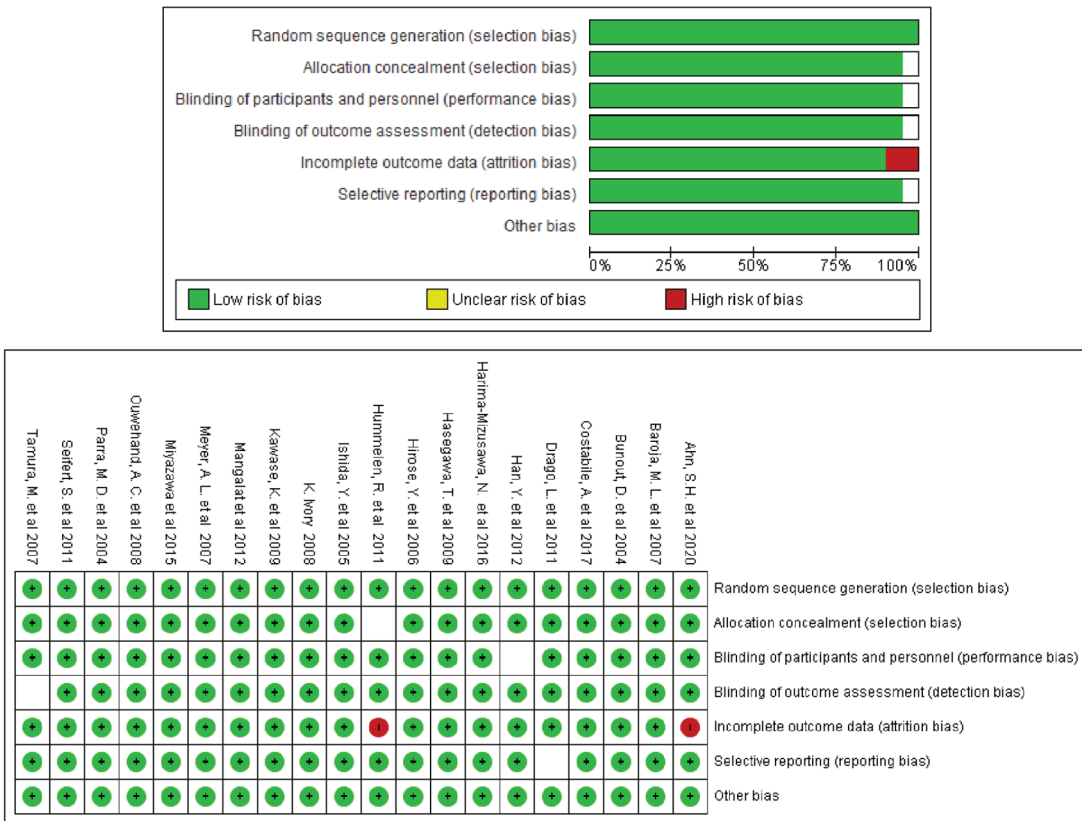 Random sequence generation (selection bias)
Allocation concealment (selection bias)
Blinding of participants and personnel (performance bias)
Blinding of outcome assessment (detection bias)
Incomplete outcome data (attrition bias)
Selective reporting (reporting bias)
Other bias
0% 25% 50% 75% 100%
Low risk of bias Unclear risk of bias High risk of bias
Tamura, M. et al 2007
Seifert, S. et al 2011
Parra, M. D. et al 2004
Ouwehand, A. C. et al 2008
Miyazawa et al 2015
Meyer, A. L. et al 2007
Mangalat et al 2012
Kawase, K. et al 2009
K. Ivory 2008
Ishida, Y. et al 2005
Hummelen, R. et al 2011
Hirose, Y. et al 2006
Hasegawa, T. et al 2009
Harima-Mizusawa, N. et al 2016
Han, Y. et al 2012
Drago, L. et al 2011
Costabile, A. et al 2017
Bunout, D. et al 2004
Baroja, M. L. et al 2007
Ahn, S.H. et al 2020
+ + + + + + + + + + + + + + + + + + + + Random sequence generation (selection bias)
+ + + + + + + + + + + + + + + + + + + Allocation concealment (selection bias)
+ + + + + + + + + + + + + + + + + + + Blinding of participants and personnel (performance bias)
+ + + + + + + + + + + + + + + + + + + Blinding of outcome assessment (detection bias)
+ + + + + + + + + + - + + + + + + + + - Incomplete outcome data (attrition bias)
+ + + + + + + + + + + + + + + + + + + Selective reporting (reporting bias)
+ + + + + + + + + + + + + + + + + + + + Other bias